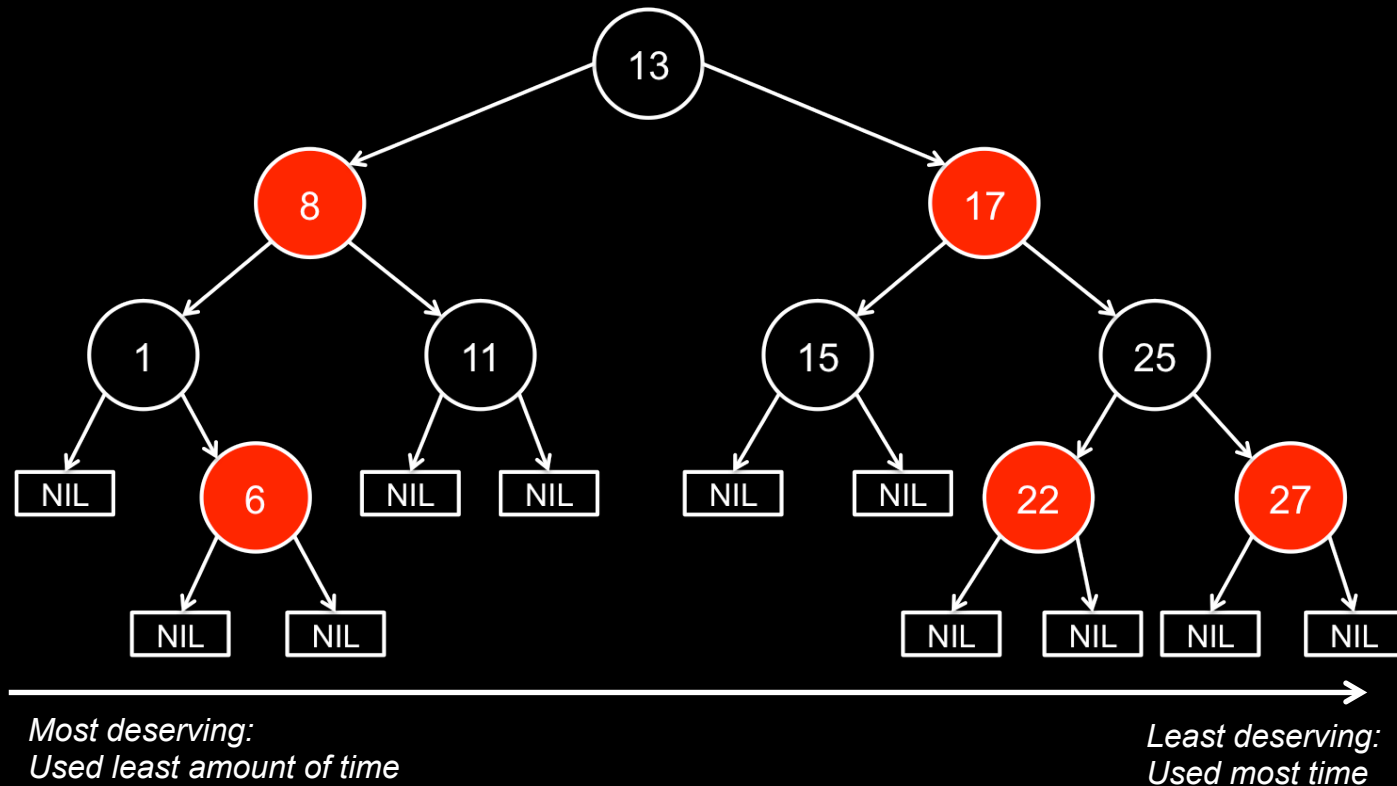 13
8
17
1
11
15
25
NIL
6
NIL
NIL
NIL
NIL
22
27
NIL
NIL
NIL
NIL
NIL
NIL
Most deserving:
Used least amount of time
Least deserving:
Used most time